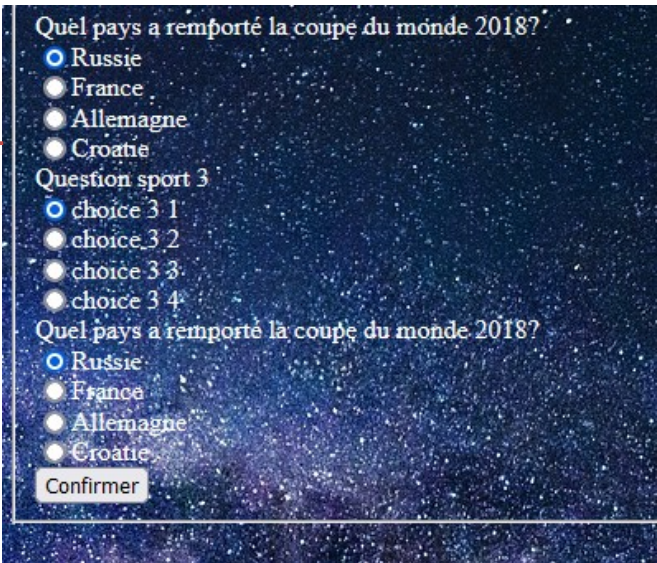 Quel pays a remporté la coupe du monde 2018?
Russie
France
Allemagne
Croatie
Question sport 3
choice 3 1
choice 3 2
choice 3 3
choice 3 4
Quel pays a remporté la coupe du monde 2018?
Russie
France
Allemagne
Croatie
Confirmer